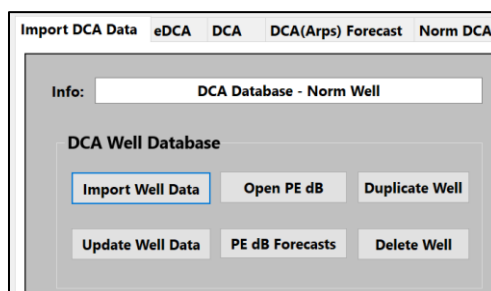 Import DCA Data eDCA DCA DCA(Arps) Forecast Norm DCA
Info: DCA Database - Norm Well
DCA Well Database
Import Well Data Open PE dB Duplicate Well
Update Well Data PE dB Forecasts Delete Well